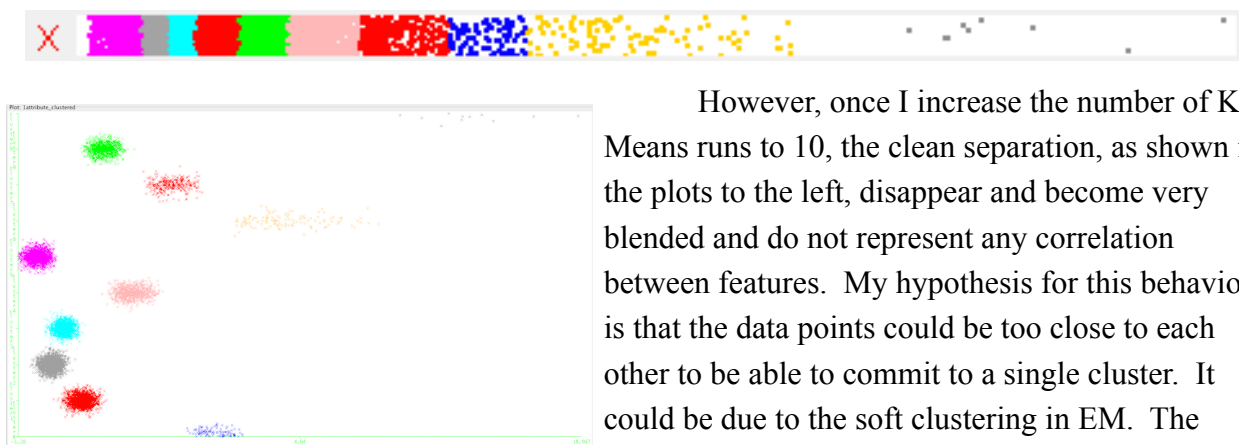 Plot: 1attribute_clustered
However, once I increase the number of K
Means runs to 10, the clean separation, as shown
the plots to the left, disappear and become very
blended and do not represent any correlation
between features. My hypothesis for this behavio
is that the data points could be too close to each
other to be able to commit to a single cluster. It
could be due to the soft clustering in EM. The